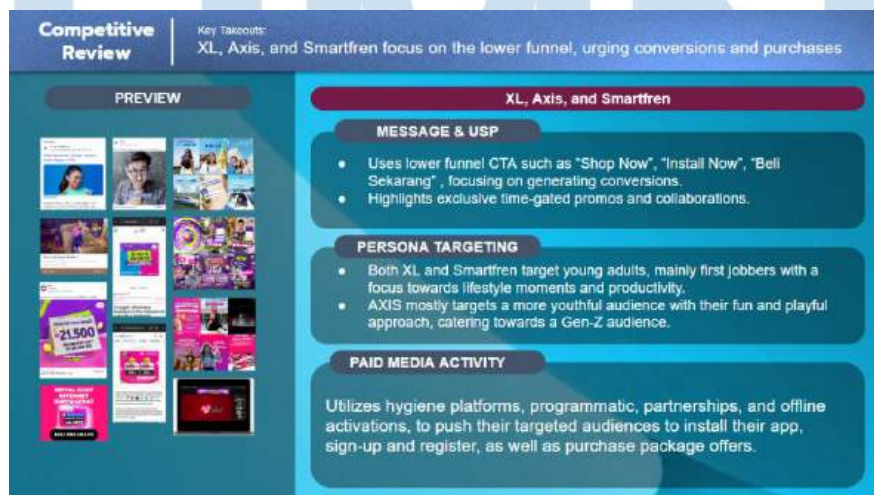 Competitive
Review
Key Takeouts:
XL, Axis, and Smartfren focus on the lower funnel, urging conversions and purchases
PREVIEW
21.500
XL, Axis, and Smartfren
MESSAGE & USP
● Uses lower funnel CTA such as "Shop Now", "Install Now", "Beli
Sekarang" , focusing on generating conversions.
● Highlights exclusive time-gated promos and collaborations.
PERSONA TARGETING
● Both XL and Smartfren target young adults, mainly first jobbers with a
focus towards lifestyle moments and productivity.
● AXIS mostly targets a more youthful audience with their fun and playful
approach, catering towards a Gen-Z audience.
PAID MEDIA ACTIVITY
Utilizes hygiene platforms, programmatic, partnerships, and offline
activations, to push their targeted audiences to install their app,
sign-up and register, as well as purchase package offers.